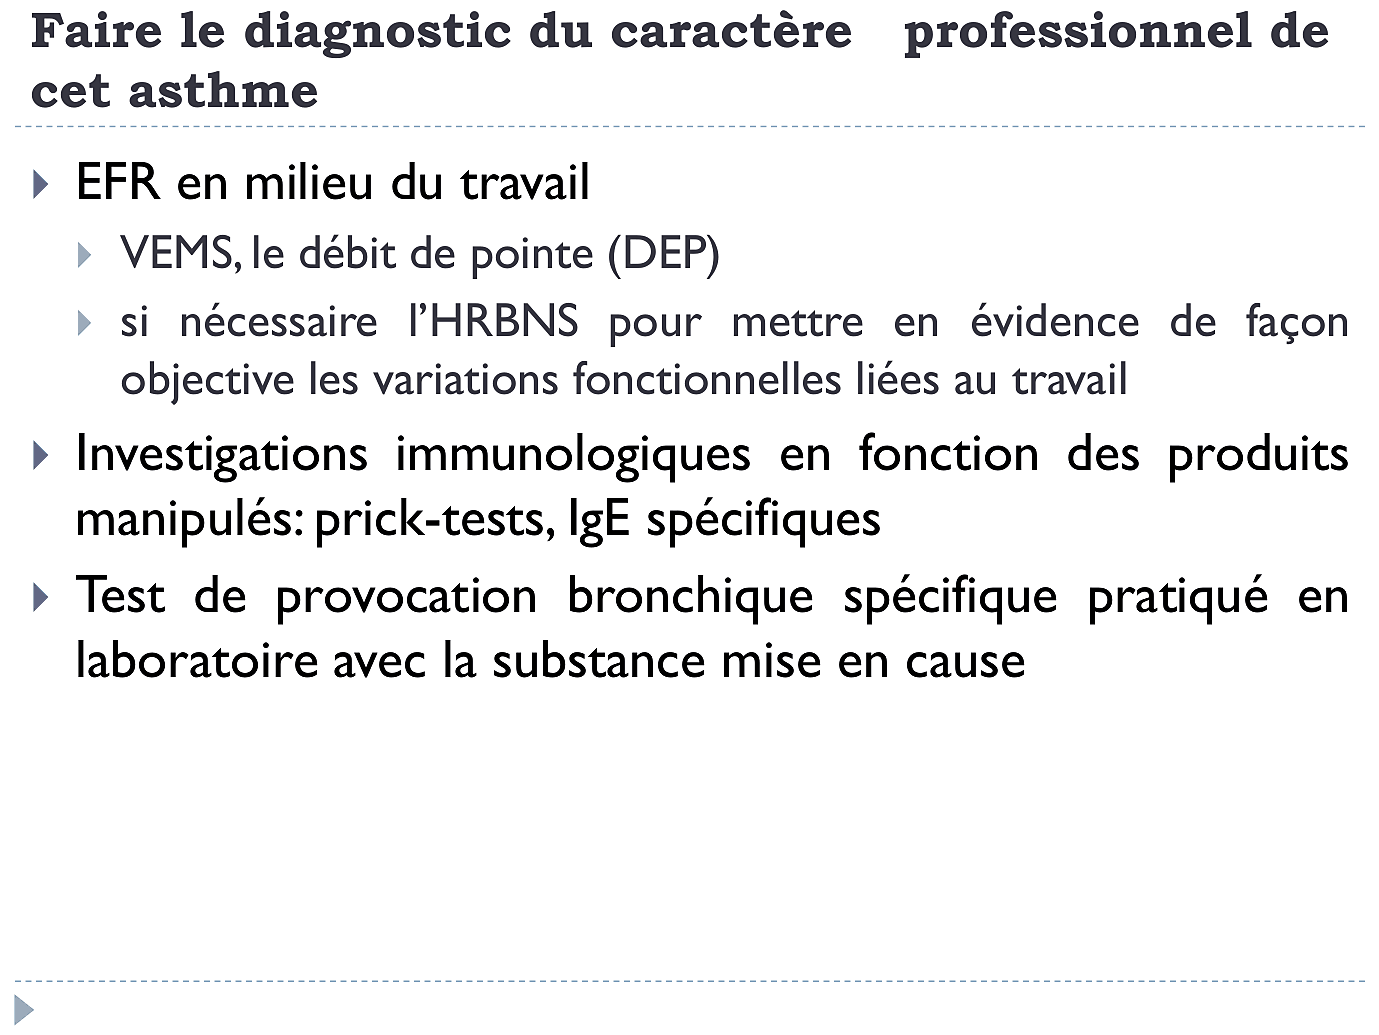 Faire le diagnostic du caractère professionnel de
cet asthme
EFR en milieu du travail
VEMS, le débit de pointe (DEP)
si nécessaire l’HRBNS pour mettre en évidence de façon
objective les variations fonctionnelles liées au travail
Investigations immunologiques en fonction des produits
manipulés: prick-tests, IgE spécifiques
Test de provocation bronchique spécifique pratiqué en
laboratoire avec la substance mise en cause